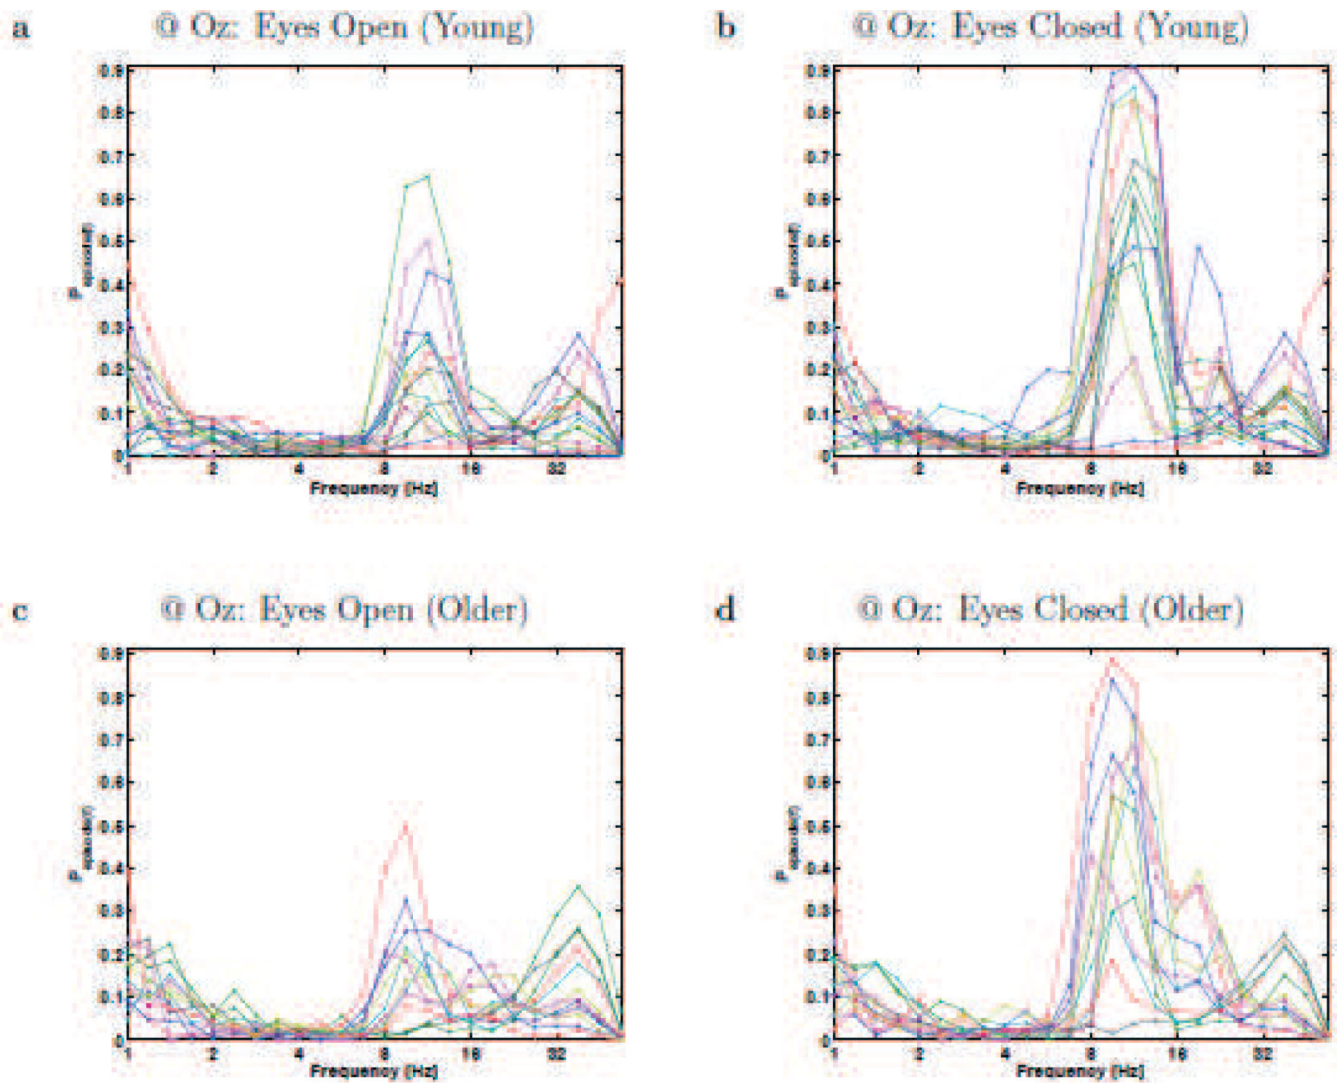 a @ Oz: Eyes Open (Young)
0.9
0.8
0.7
0.6
0.5
0.4
0.3
0.2
0.1
0
P episode(f)
1 2 4 8 16 32
Frequency [Hz]
b @ Oz: Eyes Closed (Young)
0.9
0.8
0.7
0.6
0.5
0.4
0.3
0.2
0.1
0
P episode(f)
1 2 4 8 16 32
Frequency [Hz]
c @ Oz: Eyes Open (Older)
0.9
0.8
0.7
0.6
0.5
0.4
0.3
0.2
0.1
0
P episode(f)
1 2 4 8 16 32
Frequency [Hz]
d @ Oz: Eyes Closed (Older)
0.9
0.8
0.7
0.6
0.5
0.4
0.3
0.2
0.1
0
P episode(f)
1 2 4 8 16 32
Frequency [Hz]